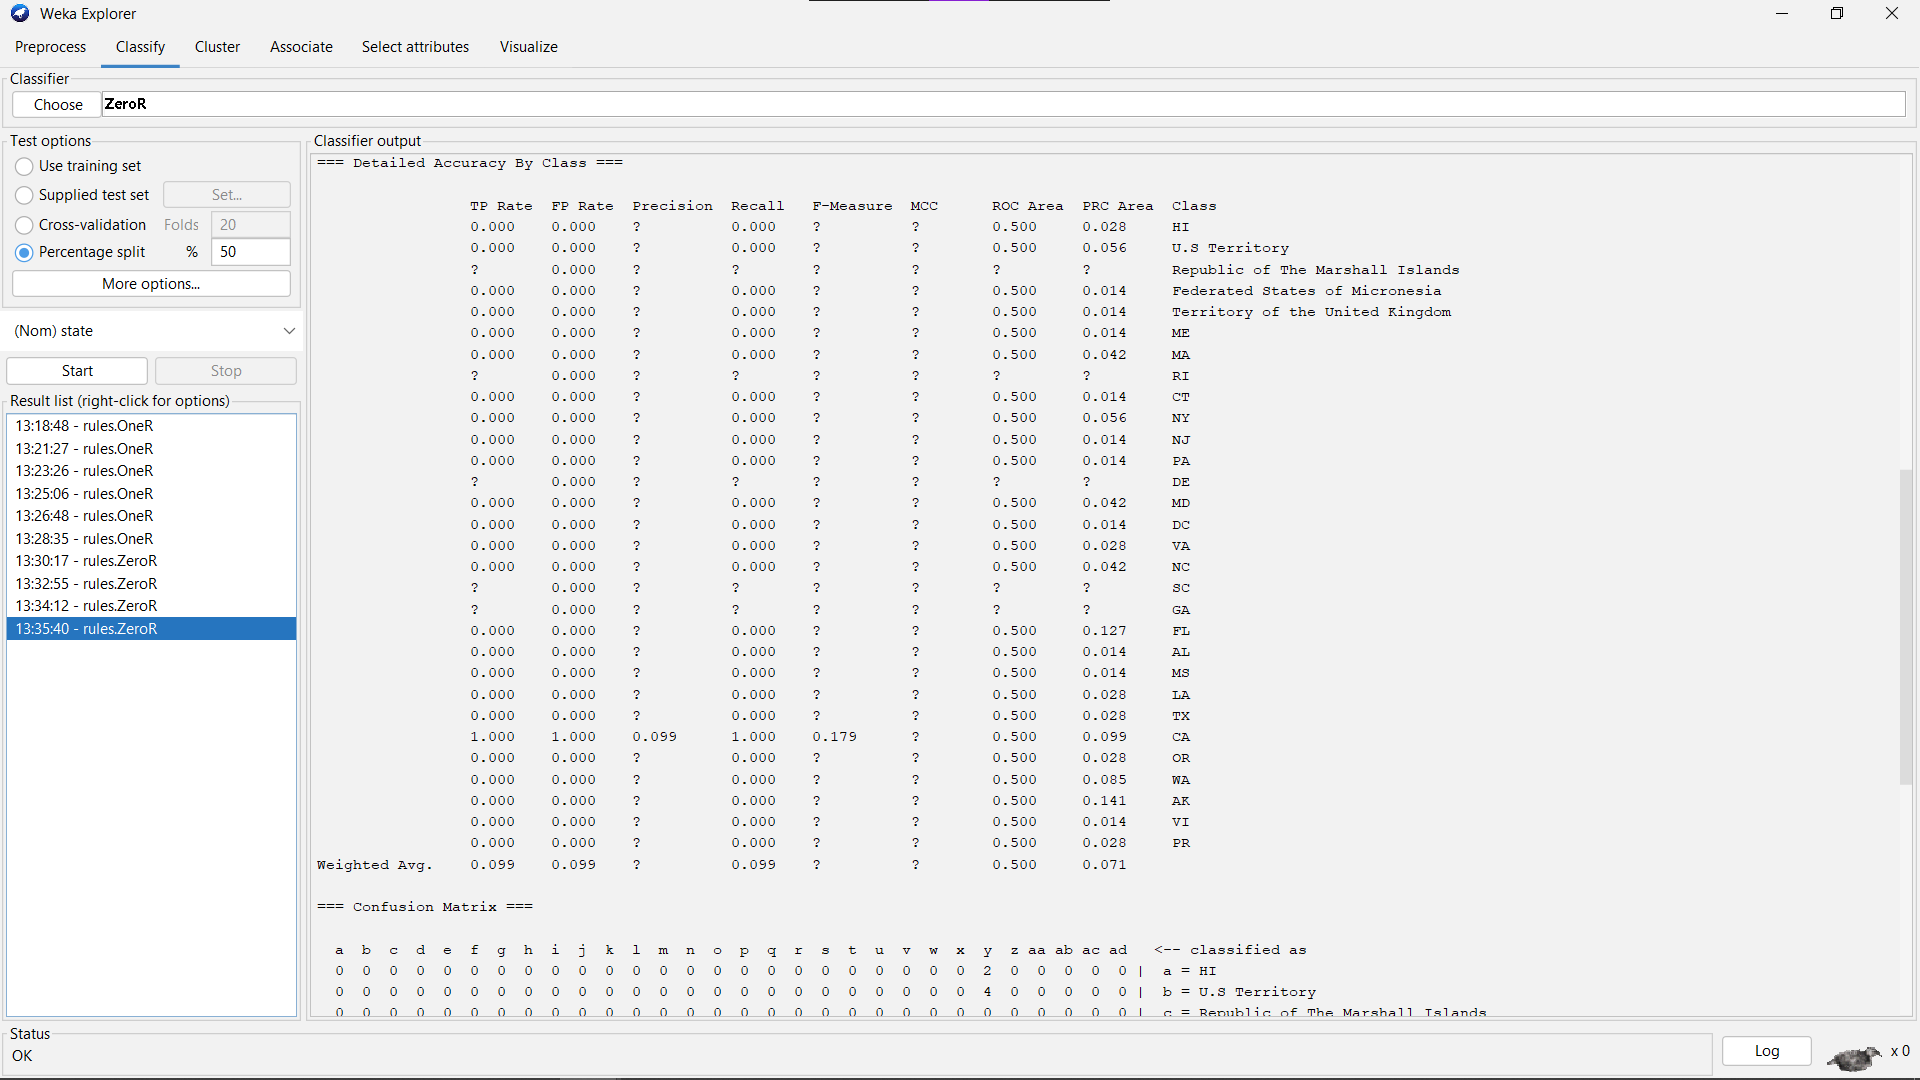 Weka Explorer
Preprocess Classify Cluster Associate Select attributes Visualize
Classifier
Choose ZeroR
Test options
Use training set
Supplied test set Set...
Cross-validation Folds 20
Percentage split % 50
More options...
(Nom) state
Start Stop
Result list (right-click for options)
13:18:48 - rules.OneR
13:21:27 - rules.OneR
13:23:26 - rules.OneR
13:25:06 - rules.OneR
13:26:48 - rules.OneR
13:28:35 - rules.OneR
13:30:17 - rules.ZeroR
13:32:55 - rules.ZeroR
13:34:12 - rules.ZeroR
13:35:40 - rules.ZeroR
Classifier output
=== Detailed Accuracy By Class ===
TP Rate FP Rate Precision Recall F-Measure MCC ROC Area PRC Area Class
0.000 0.000 ? 0.000 ? ? 0.500 0.028 HI
0.000 0.000 ? 0.000 ? ? 0.500 0.056 U.S Territory
? 0.000 ? ? ? ? ? ? Republic of The Marshall Islands
0.000 0.000 ? 0.000 ? ? 0.500 0.014 Federated States of Micronesia
0.000 0.000 ? 0.000 ? ? 0.500 0.014 Territory of the United Kingdom
0.000 0.000 ? 0.000 ? ? 0.500 0.014 ME
0.000 0.000 ? 0.000 ? ? 0.500 0.042 MA
? 0.000 ? ? ? ? ? ? RI
0.000 0.000 ? 0.000 ? ? 0.500 0.014 CT
0.000 0.000 ? 0.000 ? ? 0.500 0.056 NY
0.000 0.000 ? 0.000 ? ? 0.500 0.014 NJ
0.000 0.000 ? 0.000 ? ? 0.500 0.014 PA
? 0.000 ? ? ? ? ? ? DE
0.000 0.000 ? 0.000 ? ? 0.500 0.042 MD
0.000 0.000 ? 0.000 ? ? 0.500 0.014 DC
0.000 0.000 ? 0.000 ? ? 0.500 0.028 VA
0.000 0.000 ? 0.000 ? ? 0.500 0.042 NC
? 0.000 ? ? ? ? ? ? SC
? 0.000 ? ? ? ? ? ? GA
0.000 0.000 ? 0.000 ? ? 0.500 0.127 FL
0.000 0.000 ? 0.000 ? ? 0.500 0.014 AL
0.000 0.000 ? 0.000 ? ? 0.500 0.014 MS
0.000 0.000 ? 0.000 ? ? 0.500 0.028 LA
0.000 0.000 ? 0.000 ? ? 0.500 0.028 TX
1.000 1.000 0.099 1.000 0.179 ? 0.500 0.099 CA
0.000 0.000 ? 0.000 ? ? 0.500 0.028 OR
0.000 0.000 ? 0.000 ? ? 0.500 0.085 WA
0.000 0.000 ? 0.000 ? ? 0.500 0.141 AK
0.000 0.000 ? 0.000 ? ? 0.500 0.014 VI
0.000 0.000 ? 0.000 ? ? 0.500 0.028 PR
Weighted Avg. 0.099 0.099 ? 0.099 ? ? 0.500 0.071
=== Confusion Matrix ===
a b c d e f g h i j k l m n o p q r s t u v w x y z aa ab ac ad <-- classified as
0 0 0 0 0 0 0 0 0 0 0 0 0 0 0 0 0 0 0 0 0 0 0 0 2 0 0 0 0 0 | a = HI
0 0 0 0 0 0 0 0 0 0 0 0 0 0 0 0 0 0 0 0 0 0 0 0 4 0 0 0 0 0 | b = U.S Territory
0 0 0 0 0 0 0 0 0 0 0 0 0 0 0 0 0 0 0 0 0 0 0 0 0 0 0 0 0 0 | c = Republic of The Marshall Islands
Status
OK
Log
x 0